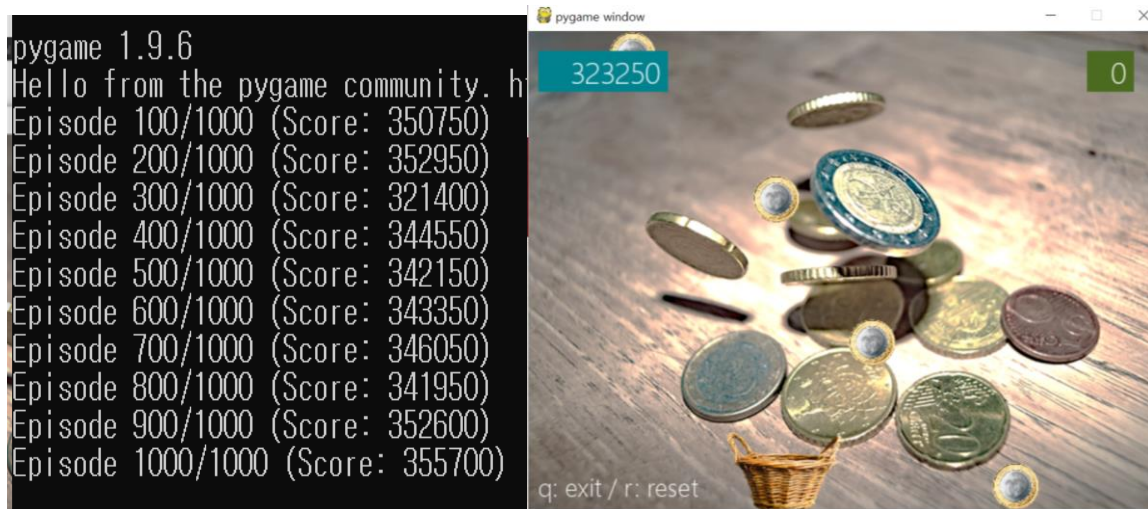 pygame 1.9.6
Hello from the pygame community. h
Episode 100/1000 (Score: 350750)
Episode 200/1000 (Score: 352950)
Episode 300/1000 (Score: 321400)
Episode 400/1000 (Score: 344550)
Episode 500/1000 (Score: 342150)
Episode 600/1000 (Score: 343350)
Episode 700/1000 (Score: 346050)
Episode 800/1000 (Score: 341950)
Episode 900/1000 (Score: 352600)
Episode 1000/1000 (Score: 355700)
pygame window
323250
0
q: exit / r: reset